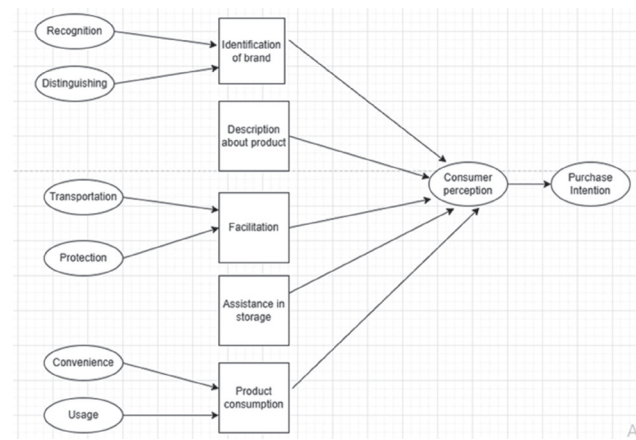 Recognition
Identification
of brand
Distinguishing
Description
about product
Consumer
perception
Purchase
Intention
Transportation
Facilitation
Protection
Assistance in
storage
Convenience
Product
consumption
Usage
A